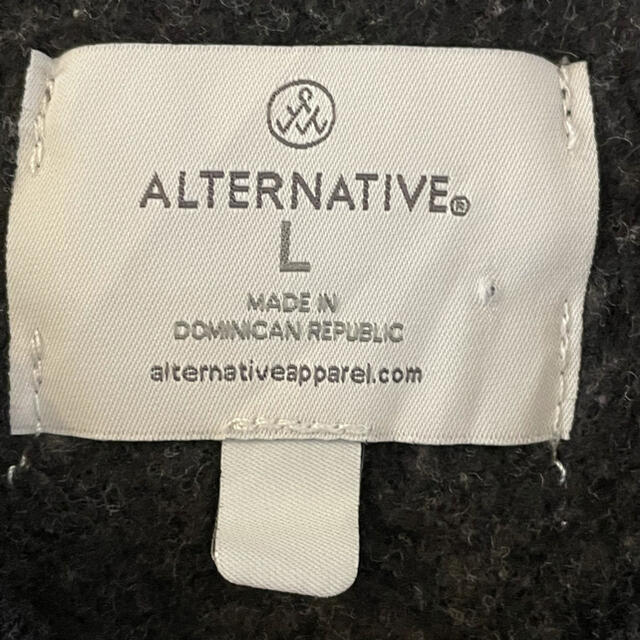 ALTERNATIVE®
L
MADE IN
DOMINICAN REPUBLIC
alternativeapparel.com